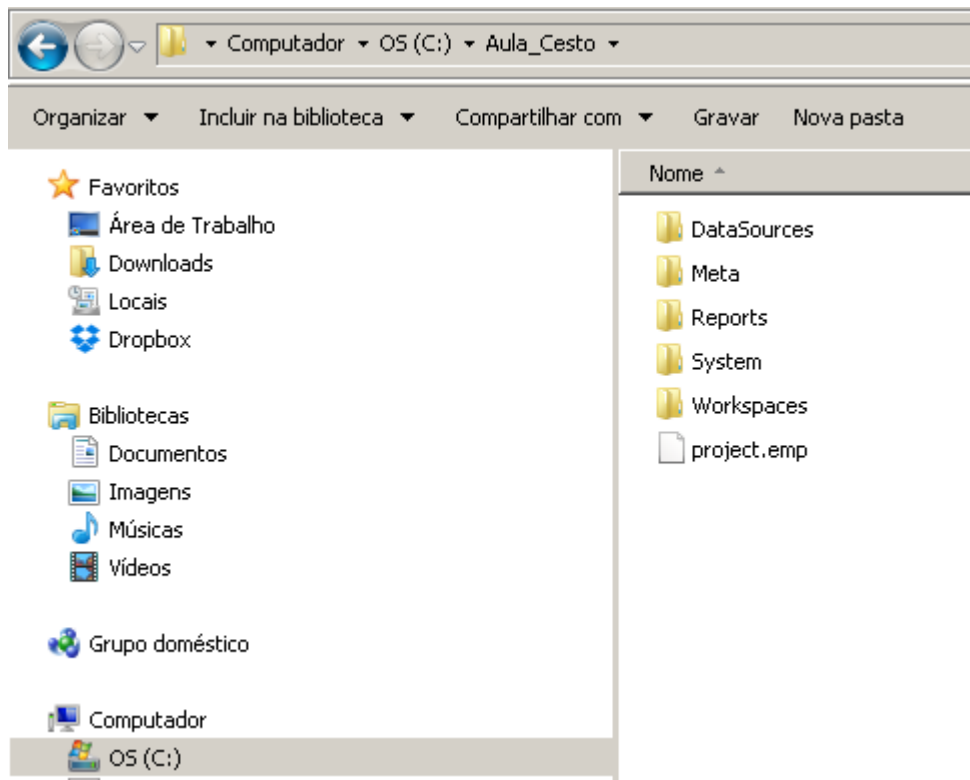 Computador OS (C:) Aula_Cesto
Organizar Incluir na biblioteca Compartilhar com Gravar Nova pasta
Favoritos
Área de Trabalho
Downloads
Locais
Dropbox
Bibliotecas
Documentos
Imagens
Músicas
Vídeos
Grupo doméstico
Computador
OS (C:)
Nome
DataSources
Meta
Reports
System
Workspaces
project.emp